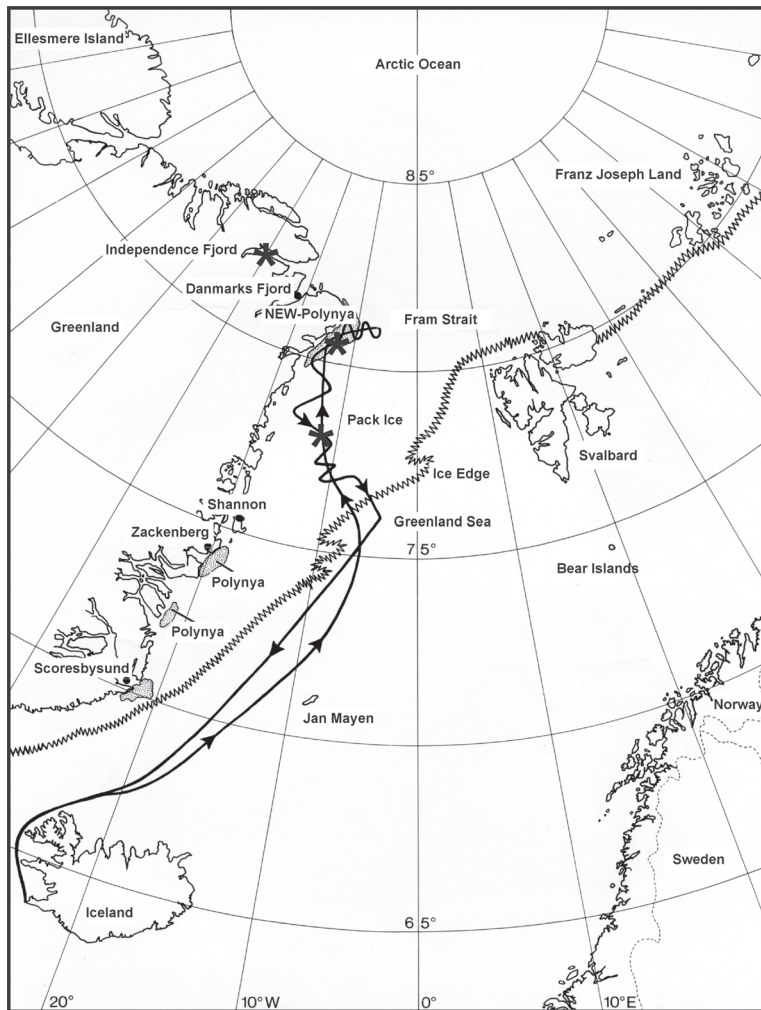 Ellesmere Island
Arctic Ocean
85°
Franz Joseph Land
Independence Fjord
Danmarks Fjord
NEW-Polynya
Fram Strait
Greenland
Pack Ice
Svalbard
Ice Edge
Shannon
Greenland Sea
Zackenberg
75°
Bear Islands
Polynya
Polynya
Scoresbysund
Norway
Jan Mayen
Sweden
Iceland
65°
20°
10°W
0°
10°E